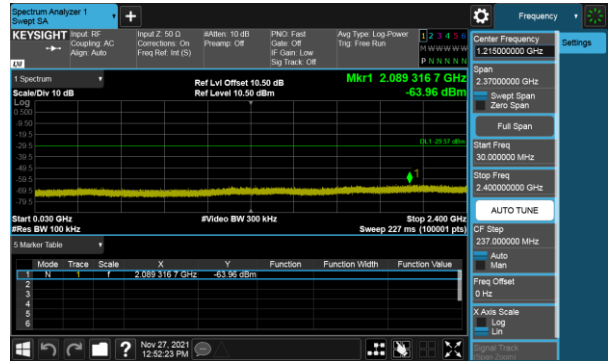 Spectrum Analyzer 1
Swept SA
Frequency
KEYSIGHT Input: RF Input Z: 50 Ω #Atten: 10 dB PNO: Fast Avg Type: Log-Power 1 2 3 4 5 6
Coupling: AC Corrections: On Preamp: Off Gate: Off Trig: Free Run M W W W W W
Align: Auto Freq Ref: Int (S) IF Gain: Low P N N N N N
Sig Track: Off
LXI
Center Frequency
1.215000000 GHz
Settings
1 Spectrum
Ref Lvl Offset 10.50 dB Mkr1 2.089 316 7 GHz
Scale/Div 10 dB Ref Level 10.50 dBm -63.96 dBm
Log
0.500
-9.50
-19.5
-29.5
DL1 -29.57 dBm
-39.5
-49.5
-59.5
1
-69.5
-79.5
Start 0.030 GHz #Video BW 300 kHz Stop 2.400 GHz
#Res BW 100 kHz Sweep 227 ms (100001 pts)
Span
2.37000000 GHz
Swept Span
Zero Span
Full Span
Start Freq
30.000000 MHz
Stop Freq
2.400000000 GHz
AUTO TUNE
CF Step
237.000000 MHz
Auto
Man
Freq Offset
0 Hz
X Axis Scale
Log
Lin
Signal Track
(Span Zoom)
5 Marker Table
Mode Trace Scale X Y Function Function Width Function Value
1 N 1 f 2.089 316 7 GHz -63.96 dBm
2
3
4
5
6
? Nov 27, 2021
12:52:23 PM